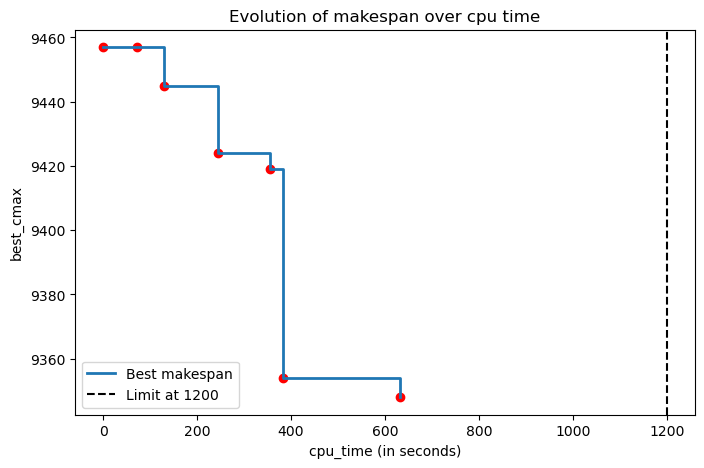 Evolution of makespan over cpu time
best_cmax
9460
9440
9420
9400
9380
9360
Best makespan
Limit at 1200
0
200
400
600
800
1000
1200
cpu_time (in seconds)